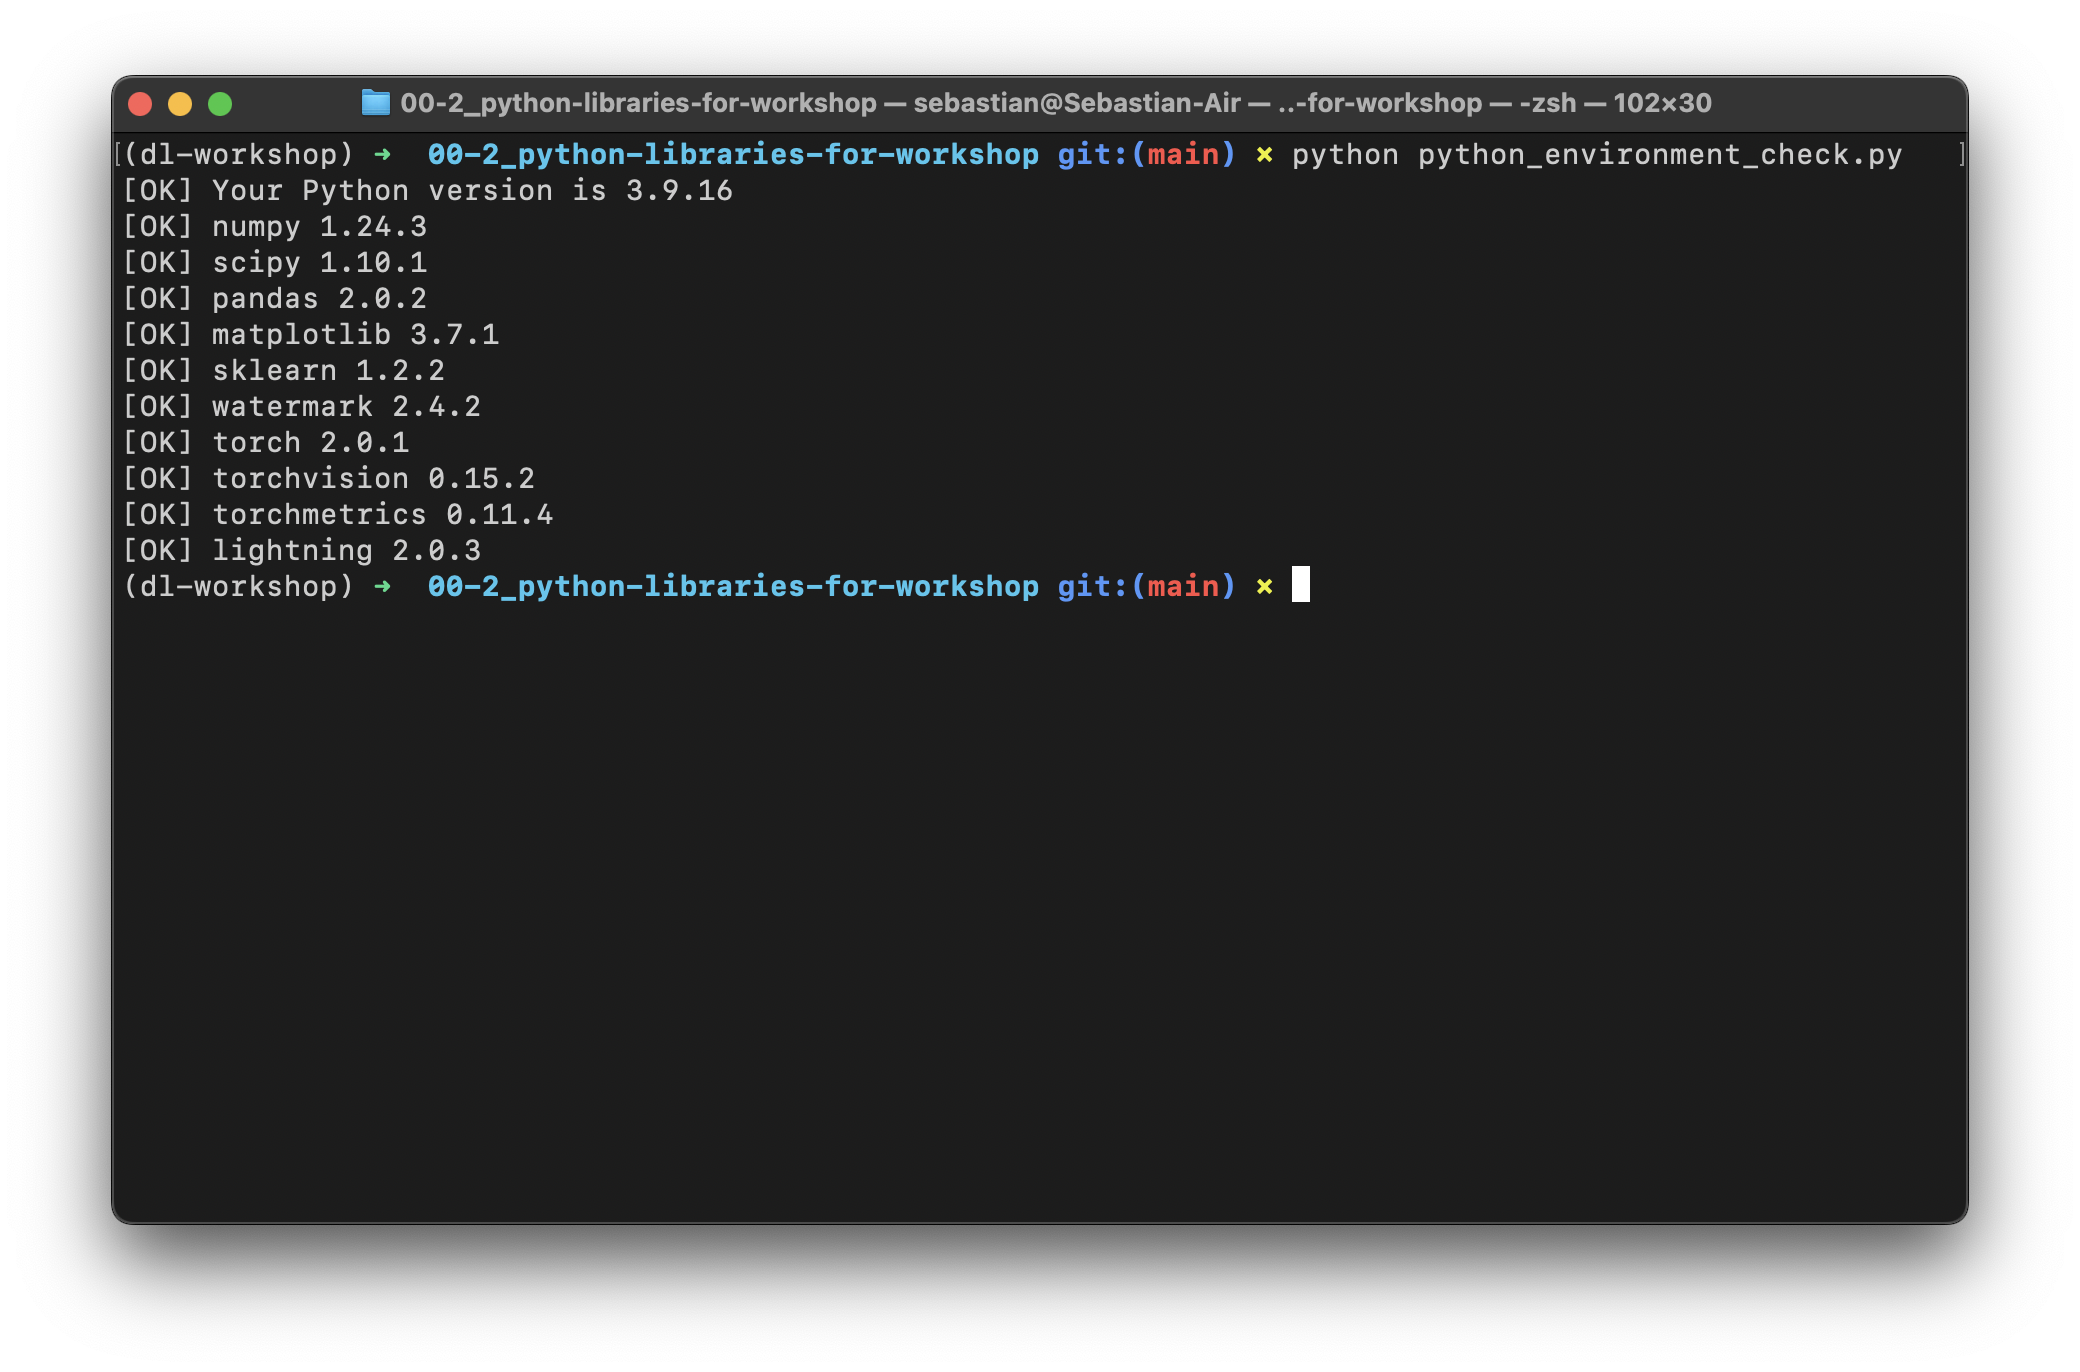 00-2_python-libraries-for-workshop — sebastian@Sebastian-Air — ..-for-workshop — -zsh — 102×30
[(dl-workshop) ➜  00-2_python-libraries-for-workshop git:(main) ✗ python python_environment_check.py ]
[OK] Your Python version is 3.9.16
[OK] numpy 1.24.3
[OK] scipy 1.10.1
[OK] pandas 2.0.2
[OK] matplotlib 3.7.1
[OK] sklearn 1.2.2
[OK] watermark 2.4.2
[OK] torch 2.0.1
[OK] torchvision 0.15.2
[OK] torchmetrics 0.11.4
[OK] lightning 2.0.3
(dl-workshop) ➜  00-2_python-libraries-for-workshop git:(main) ✗